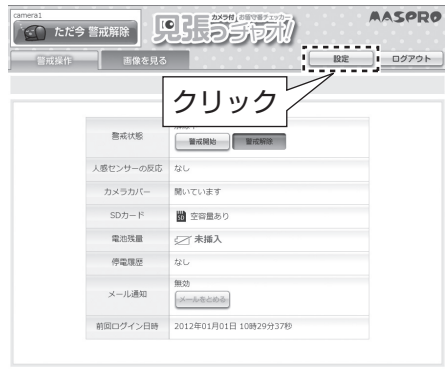 camera1
ただ今 警戒解除
カメラ付 お留守番チェッカー
見張っチャオ!
MASPRO
警戒操作
画像を見る
設定
ログアウト
クリック
警戒状態
警戒開始
警戒解除
人感センサーの反応
なし
カメラカバー
開いています
SDカード
空容量あり
電池残量
未挿入
停電履歴
なし
メール通知
無効
メールをとめる
前回ログイン日時
2012年01月01日 10時29分37秒